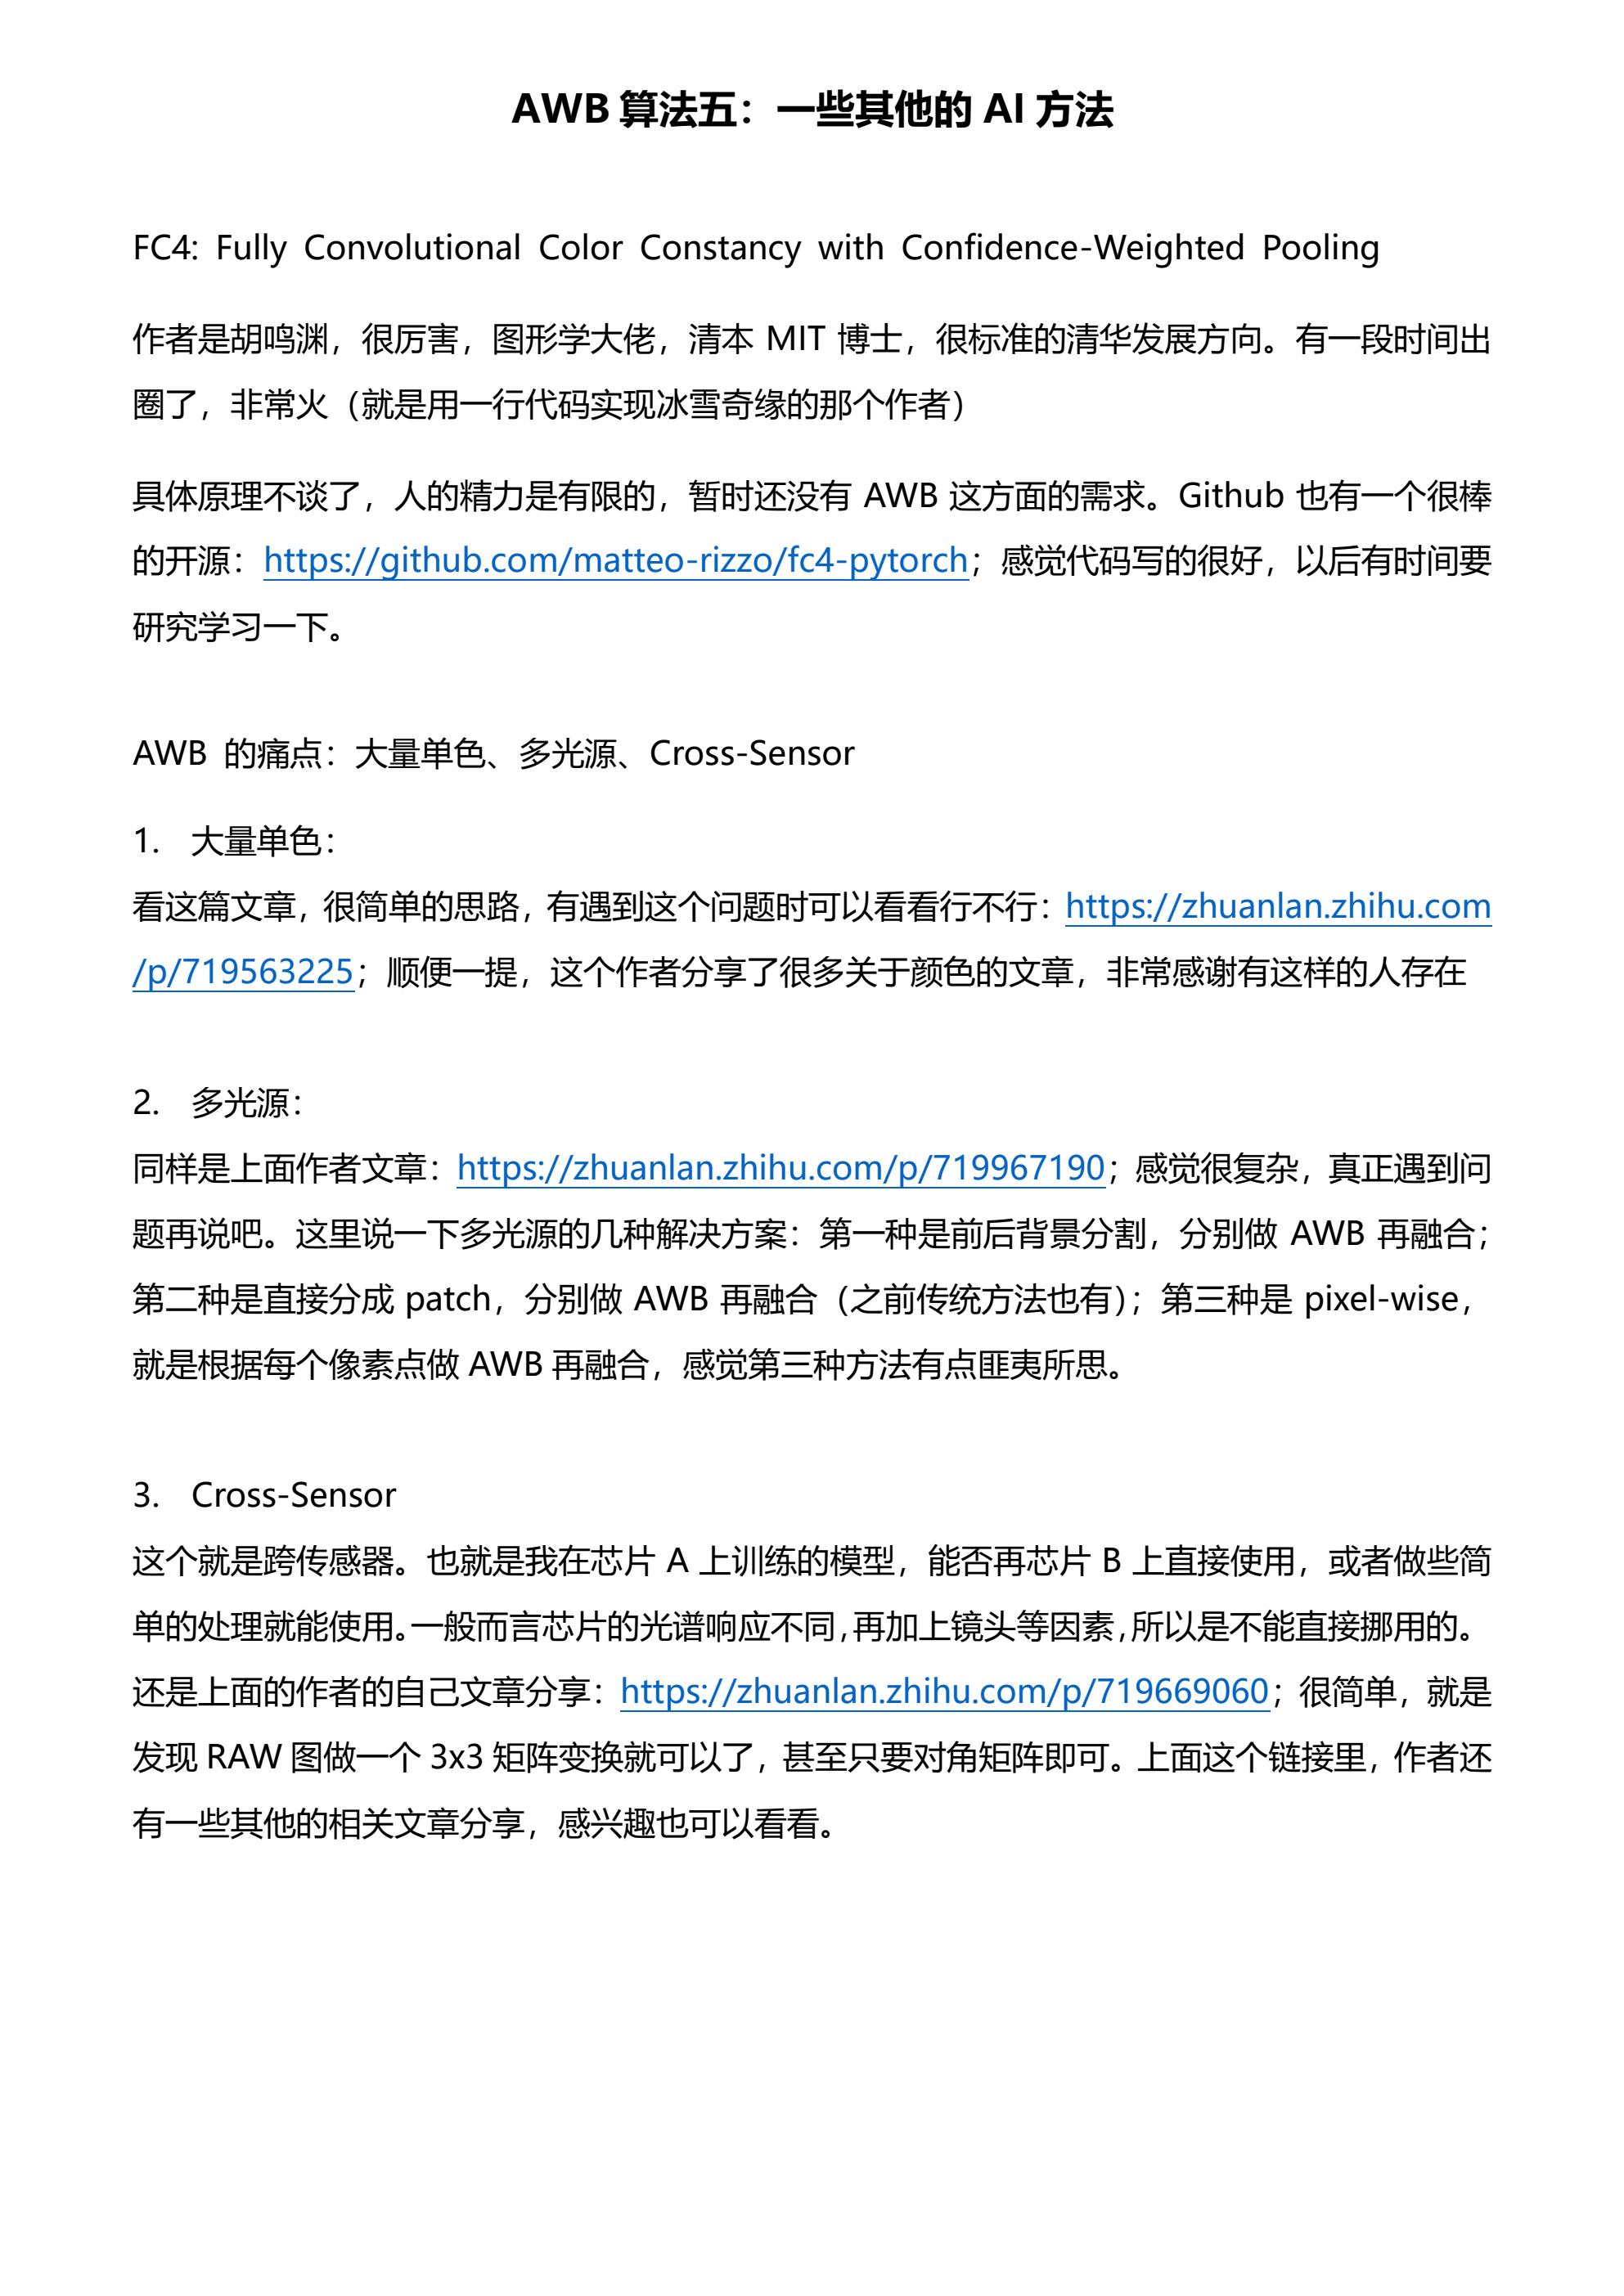 AWB 算法五：一些其他的 AI 方法
FC4: Fully Convolutional Color Constancy with Confidence-Weighted Pooling
作者是胡鸣渊，很厉害，图形学大佬，清本 MIT 博士，很标准的清华发展方向。有一段时间出
圈了，非常火（就是用一行代码实现冰雪奇缘的那个作者）
具体原理不谈了，人的精力是有限的，暂时还没有 AWB 这方面的需求。Github 也有一个很棒
的开源：https://github.com/matteo-rizzo/fc4-pytorch；感觉代码写的很好，以后有时间要
研究学习一下。
AWB 的痛点：大量单色、多光源、Cross-Sensor
1. 大量单色：
看这篇文章，很简单的思路，有遇到这个问题时可以看看行不行：https://zhuanlan.zhihu.com
/p/719563225；顺便一提，这个作者分享了很多关于颜色的文章，非常感谢有这样的人存在
2. 多光源：
同样是上面作者文章：https://zhuanlan.zhihu.com/p/719967190；感觉很复杂，真正遇到问
题再说吧。这里说一下多光源的几种解决方案：第一种是前后背景分割，分别做 AWB 再融合；
第二种是直接分成 patch，分别做 AWB 再融合（之前传统方法也有）；第三种是 pixel-wise，
就是根据每个像素点做 AWB 再融合，感觉第三种方法有点匪夷所思。
3. Cross-Sensor
这个就是跨传感器。也就是我在芯片 A 上训练的模型，能否再芯片 B 上直接使用，或者做些简
单的处理就能使用。一般而言芯片的光谱响应不同，再加上镜头等因素，所以是不能直接挪用的。
还是上面的作者的自己文章分享：https://zhuanlan.zhihu.com/p/719669060；很简单，就是
发现 RAW 图做一个 3x3 矩阵变换就可以了，甚至只要对角矩阵即可。上面这个链接里，作者还
有一些其他的相关文章分享，感兴趣也可以看看。